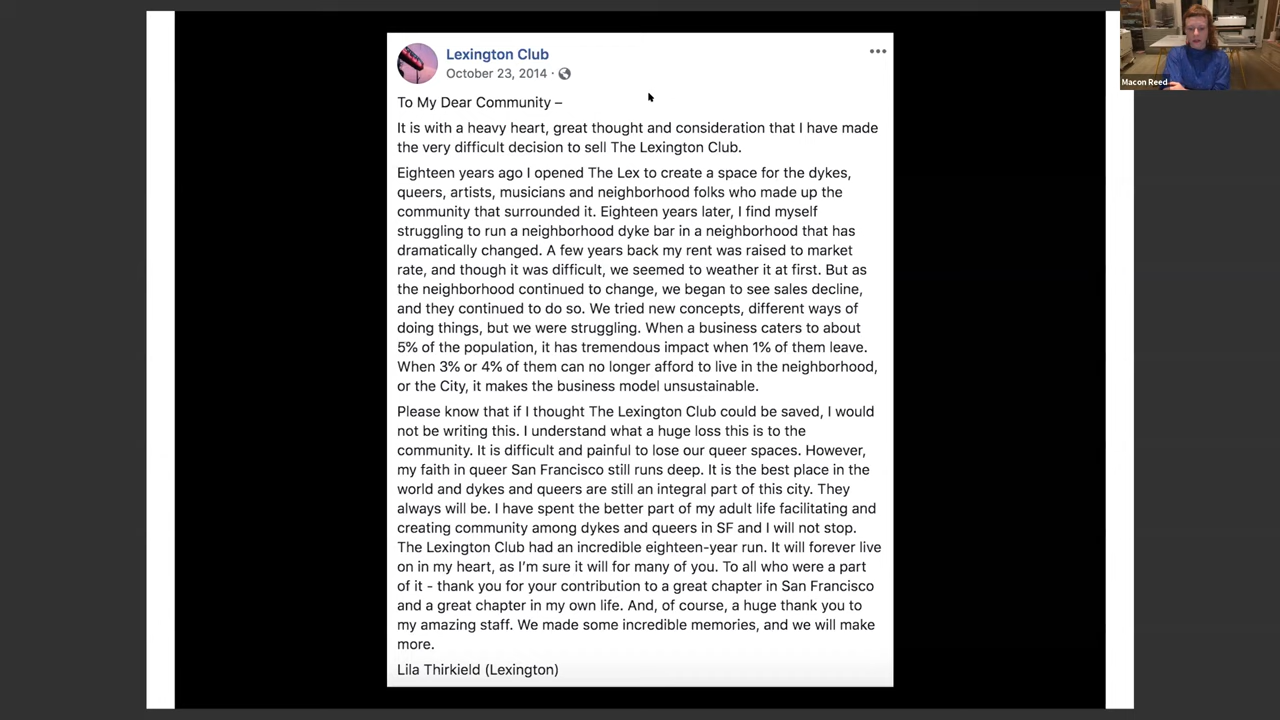 Lexington Club
October 23, 2014 ·
To My Dear Community –
It is with a heavy heart, great thought and consideration that I have made
the very difficult decision to sell The Lexington Club.
Eighteen years ago I opened The Lex to create a space for the dykes,
queers, artists, musicians and neighborhood folks who made up the
community that surrounded it. Eighteen years later, I find myself
struggling to run a neighborhood dyke bar in a neighborhood that has
dramatically changed. A few years back my rent was raised to market
rate, and though it was difficult, we seemed to weather it at first. But as
the neighborhood continued to change, we began to see sales decline,
and they continued to do so. We tried new concepts, different ways of
doing things, but we were struggling. When a business caters to about
5% of the population, it has tremendous impact when 1% of them leave.
When 3% or 4% of them can no longer afford to live in the neighborhood,
or the City, it makes the business model unsustainable.
Please know that if I thought The Lexington Club could be saved, I would
not be writing this. I understand what a huge loss this is to the
community. It is difficult and painful to lose our queer spaces. However,
my faith in queer San Francisco still runs deep. It is the best place in the
world and dykes and queers are still an integral part of this city. They
always will be. I have spent the better part of my adult life facilitating and
creating community among dykes and queers in SF and I will not stop.
The Lexington Club had an incredible eighteen-year run. It will forever live
on in my heart, as I'm sure it will for many of you. To all who were a part
of it - thank you for your contribution to a great chapter in San Francisco
and a great chapter in my own life. And, of course, a huge thank you to
my amazing staff. We made some incredible memories, and we will make
more.
Lila Thirkield (Lexington)
Macon Reed